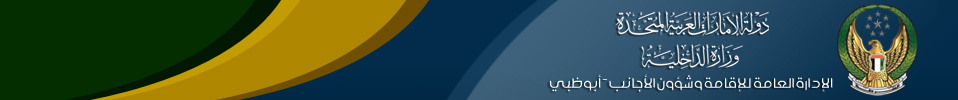 دولة الإمارات العربية المتحدة
وزارة الداخلية
الإدارة العامة للإقامة وشؤون الأجانب - أبوظبي